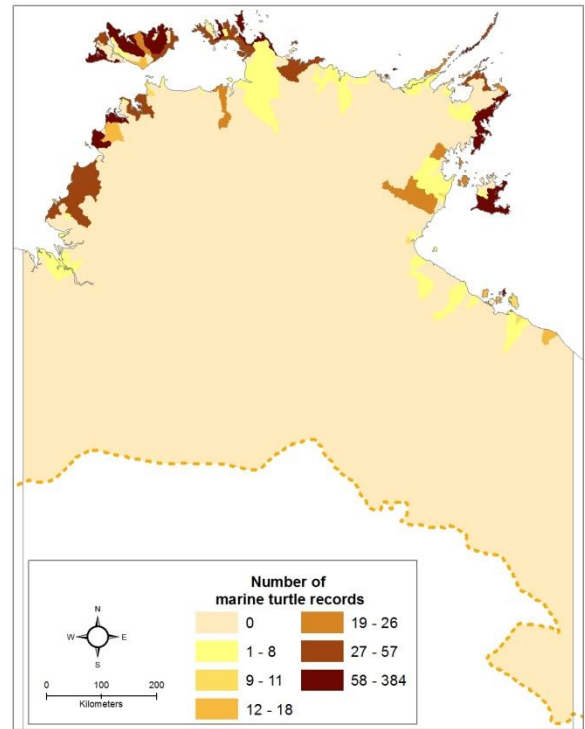 Number of
marine turtle records
0
1 - 8
9 - 11
12 - 18
19 - 26
27 - 57
58 - 384
N
W E
S
0 100 200
Kilometers